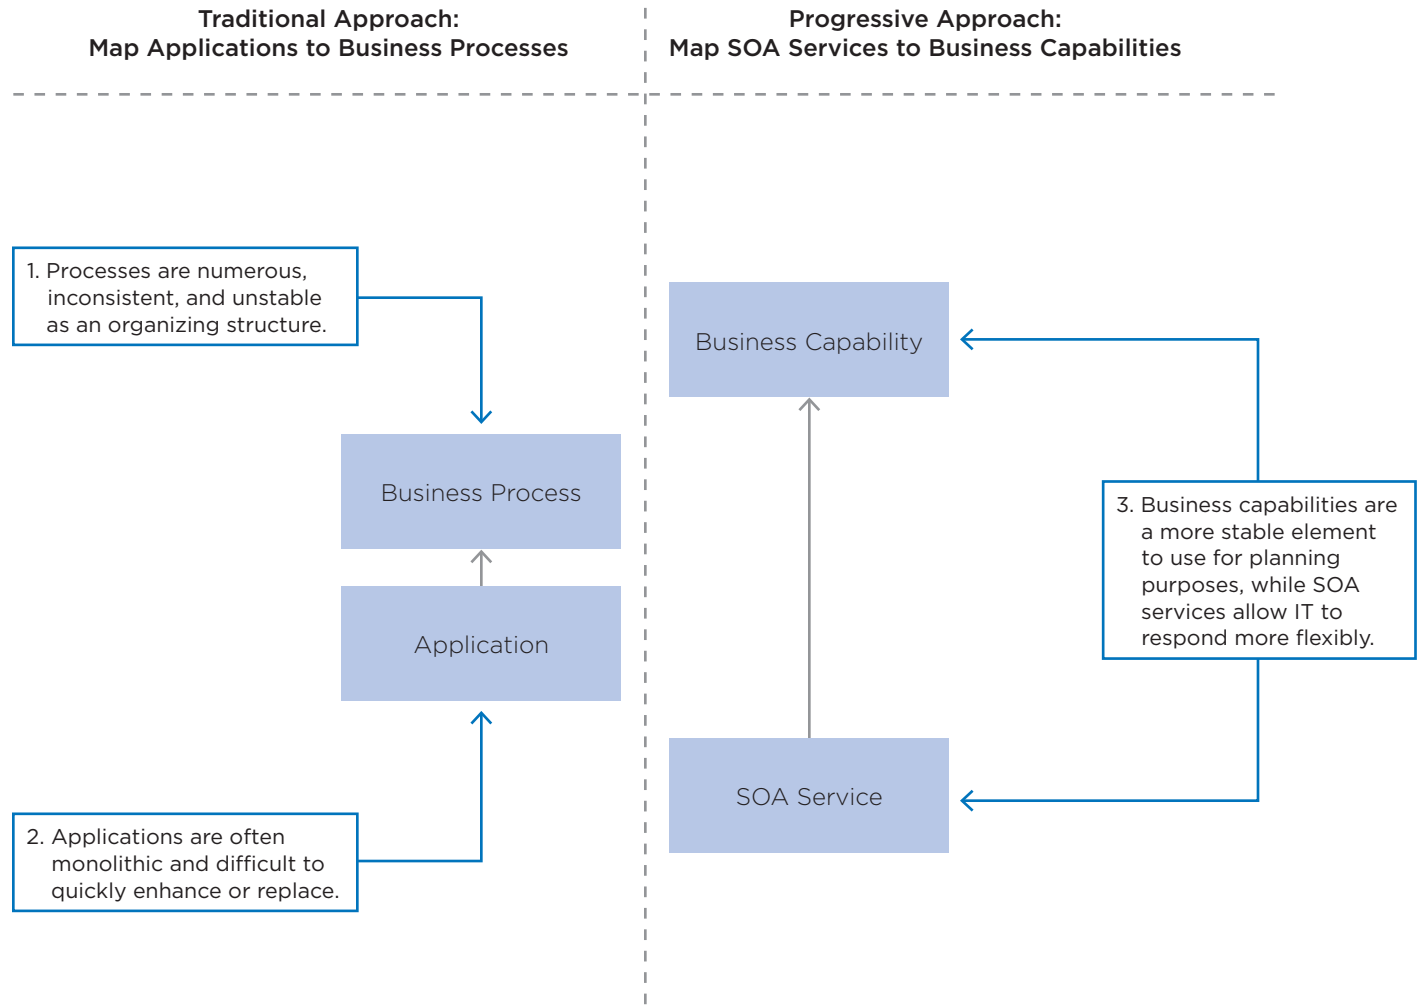 Traditional Approach:
Map Applications to Business Processes
Progressive Approach:
Map SOA Services to Business Capabilities
1. Processes are numerous,
inconsistent, and unstable
as an organizing structure.
Business Process
Application
2. Applications are often
monolithic and difficult to
quickly enhance or replace.
Business Capability
SOA Service
3. Business capabilities are
a more stable element
to use for planning
purposes, while SOA
services allow IT to
respond more flexibly.